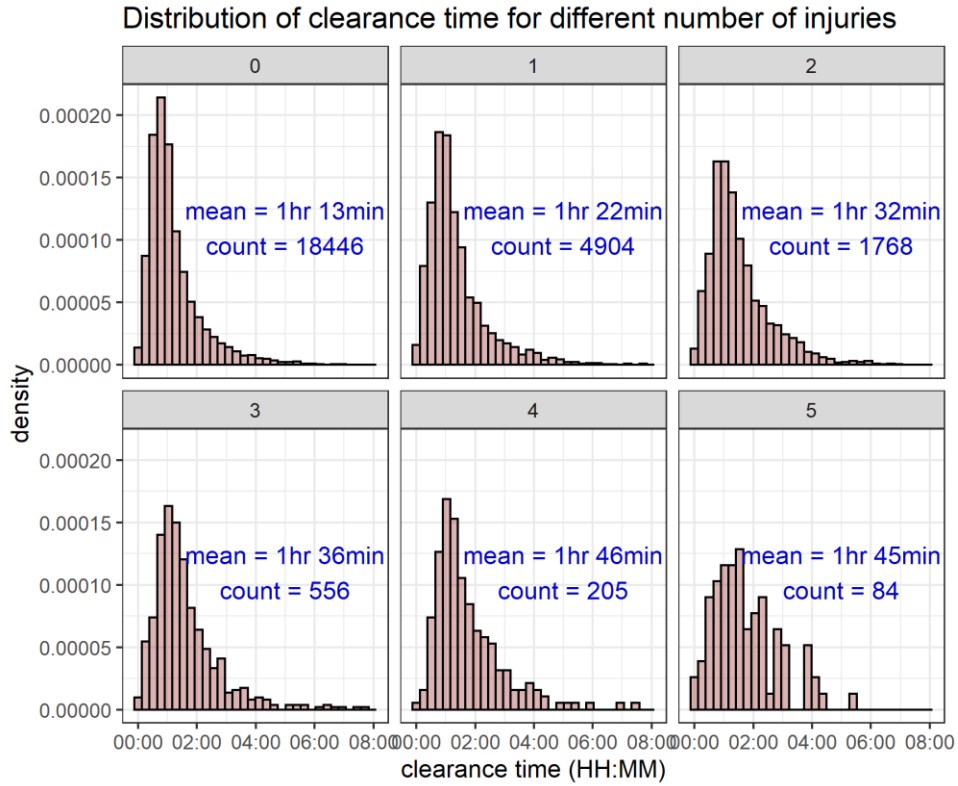 Distribution of clearance time for different number of injuries
0 1 2
0.00020
0.00015
0.00010
0.00005
0.00000
mean = 1hr 13min
count = 18446
mean = 1hr 22min
count = 4904
mean = 1hr 32min
count = 1768
density
3 4 5
0.00020
0.00015
0.00010
0.00005
0.00000
mean = 1hr 36min
count = 556
mean = 1hr 46min
count = 205
mean = 1hr 45min
count = 84
00:00 02:00 04:00 06:00 08:00 00:00 02:00 04:00 06:00 08:00 00:00 02:00 04:00 06:00 08:00
clearance time (HH:MM)